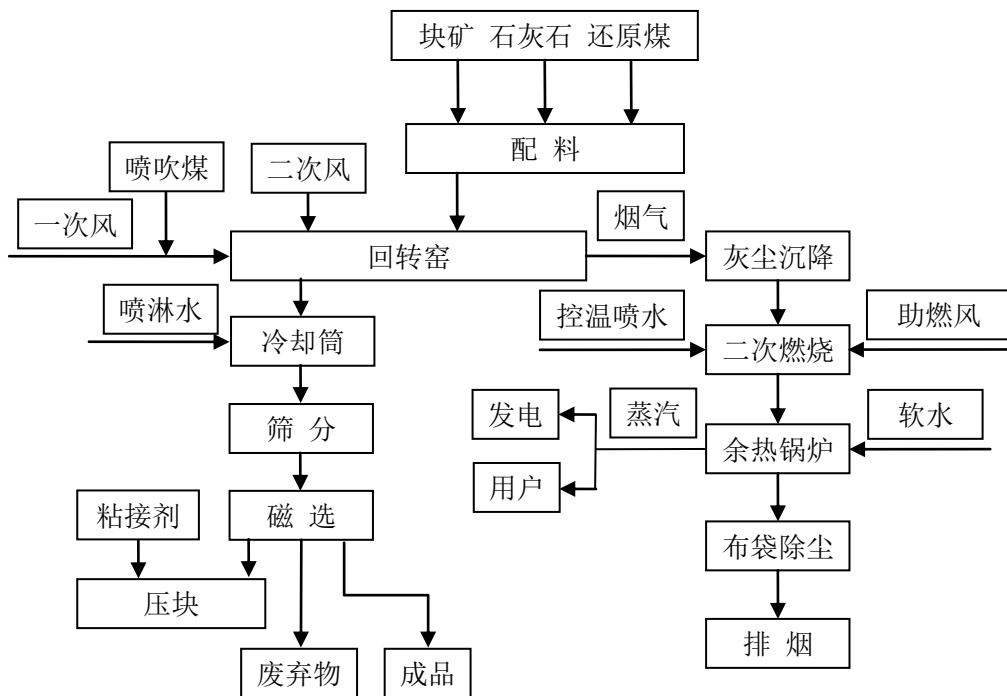 块矿 石灰石 还原煤
配 料
喷吹煤
二次风
一次风
烟气
回转窑
灰尘沉降
喷淋水
控温喷水
助燃风
冷却筒
二次燃烧
发电
蒸汽
软水
筛 分
余热锅炉
用户
粘接剂
磁 选
布袋除尘
压块
排 烟
废弃物
成品